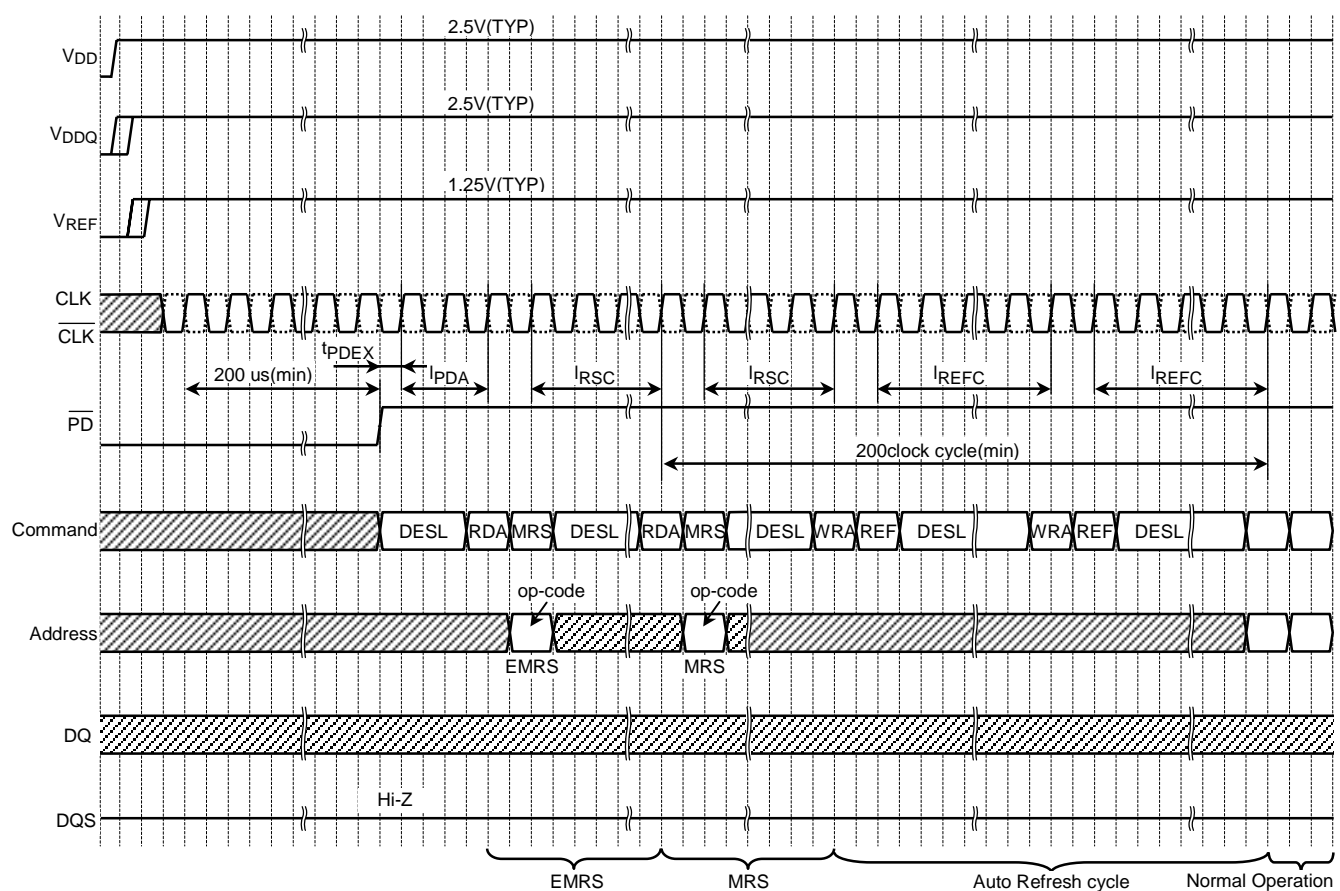 2.5V(TYP)
VDD
2.5V(TYP)
VDDQ
1.25V(TYP)
VREF
CLK
CLK
tPDEX
200 us(min)
lPDA
lRSC
lRSC
lREFC
lREFC
PD
200clock cycle(min)
Command
DESL
RDA
MRS
DESL
RDA
MRS
DESL
WRA
REF
DESL
WRA
REF
DESL
op-code
op-code
Address
EMRS
MRS
DQ
Hi-Z
DQS
EMRS
MRS
Auto Refresh cycle
Normal Operation